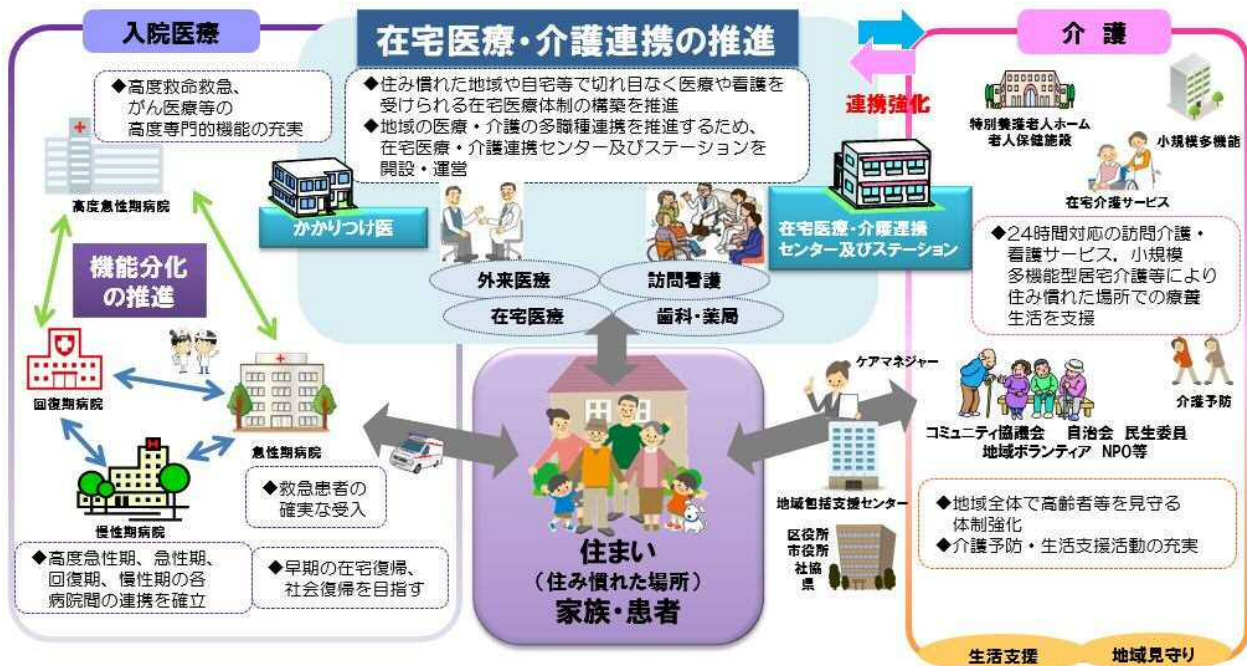 入院医療
在宅医療・介護連携の推進
介護
◆高度救命救急、
がん医療等の
高度専門的機能の充実
◆住み慣れた地域や自宅等で切れ目なく医療や看護を
受けられる在宅医療体制の構築を推進
◆地域の医療・介護の多職種連携を推進するため、
在宅医療・介護連携センター及びステーションを
開設・運営
連携強化
特別養護老人ホーム
老人保健施設
小規模多機能
在宅介護サービス
高度急性期病院
かかりつけ医
在宅医療・介護連携
センター及びステーション
◆24時間対応の訪問介護・
看護サービス，小規模
多機能型居宅介護等により
住み慣れた場所での療養
生活を支援
機能分化
の推進
外来医療
訪問看護
在宅医療
歯科・薬局
回復期病院
急性期病院
慢性期病院
H
ケアマネジャー
介護予防
コミュニティ協議会 自治会 民生委員
地域ボランティア NPO等
◆救急患者の
確実な受入
地域包括支援センター
区役所
市役所
社協
県
◆地域全体で高齢者等を見守る
体制強化
◆介護予防・生活支援活動の充実
◆高度急性期、急性期、
回復期、慢性期の各
病院間の連携を確立
◆早期の在宅復帰、
社会復帰を目指す
住まい
（住み慣れた場所）
家族・患者
生活支援
地域見守り